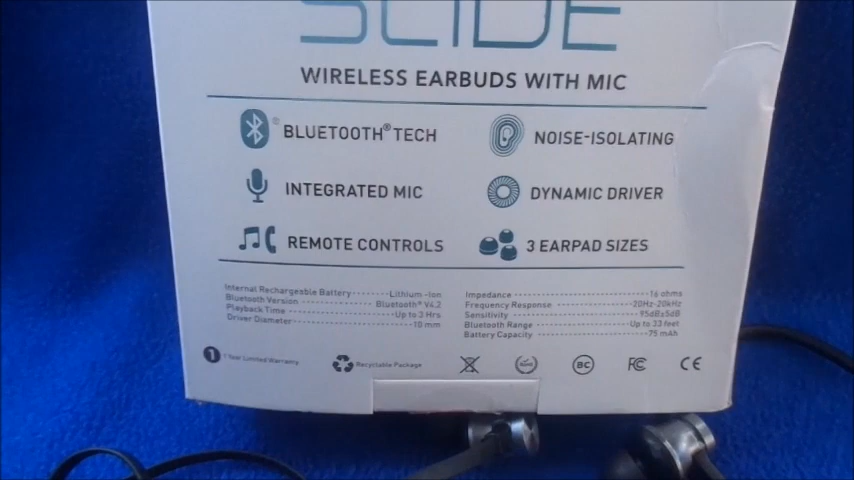 SLIDE
WIRELESS EARBUDS WITH MIC
BLUETOOTH® TECH
NOISE-ISOLATING
INTEGRATED MIC
DYNAMIC DRIVER
REMOTE CONTROLS
3 EARPAD SIZES
Internal Rechargeable Battery Lithium -Ion
Bluetooth Version Bluetooth® V4.2
Playback Time Up to 3 Hrs
Driver Diameter 10 mm
Impedance 16 ohms
Frequency Response 20Hz-20kHz
Sensitivity 95dB±5dB
Bluetooth Range Up to 33 feet
Battery Capacity 75 mAh
1 1 Year Limited Warranty
Recyclable Package
BC
FC
CE